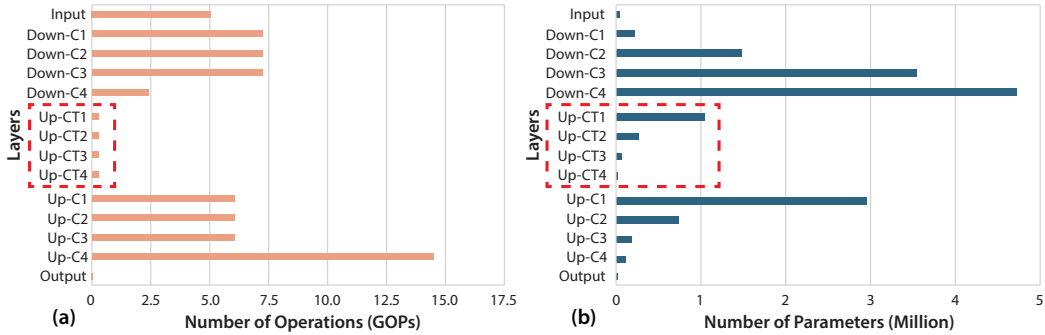 Input
Down-C1
Down-C2
Down-C3
Down-C4
Up-CT1
Up-CT2
Up-CT3
Up-CT4
Up-C1
Up-C2
Up-C3
Up-C4
Output
Layers
0 2.5 5.0 7.5 10.0 12.5 15.0 17.5
(a) Number of Operations (GOPs)
Input
Down-C1
Down-C2
Down-C3
Down-C4
Up-CT1
Up-CT2
Up-CT3
Up-CT4
Up-C1
Up-C2
Up-C3
Up-C4
Output
Layers
0 1 2 3 4 5
(b) Number of Parameters (Million)